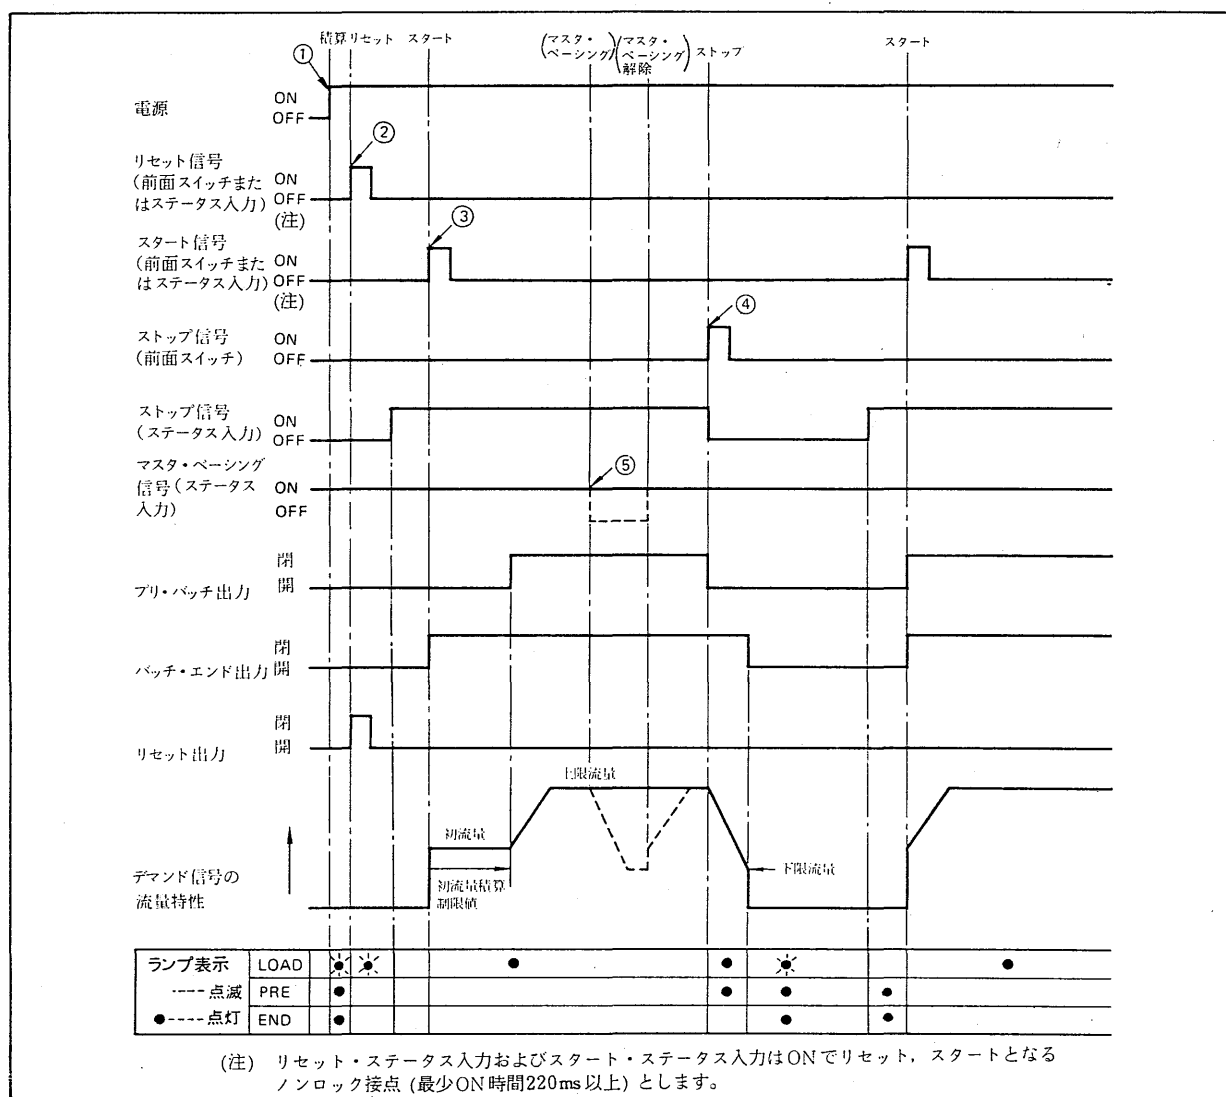 積算リセット スタート (マスタ・ペーシング) (マスタ・ペーシング解除) ストップ スタート
①
電源 ON
OFF
②
リセット信号
(前面スイッチまた ON
はステータス入力) OFF
(注)
③
スタート信号
(前面スイッチまた ON
はステータス入力) OFF
(注)
④
ストップ信号 ON
(前面スイッチ) OFF
ストップ信号 ON
(ステータス入力) OFF
マスタ・ペーシング
信号(ステータス ON
入力) OFF
⑤
閉
プリ・バッチ出力 開
閉
バッチ・エンド出力 開
閉
リセット出力 開
上限流量
初流量
下限流量
初流量積算
制限値
デマンド信号の
流量特性
ランプ表示 LOAD
----点滅 PRE
●----点灯 END
(注) リセット・ステータス入力およびスタート・ステータス入力はONでリセット, スタートとなる
ノンロック接点 (最少ON時間220ms以上) とします。